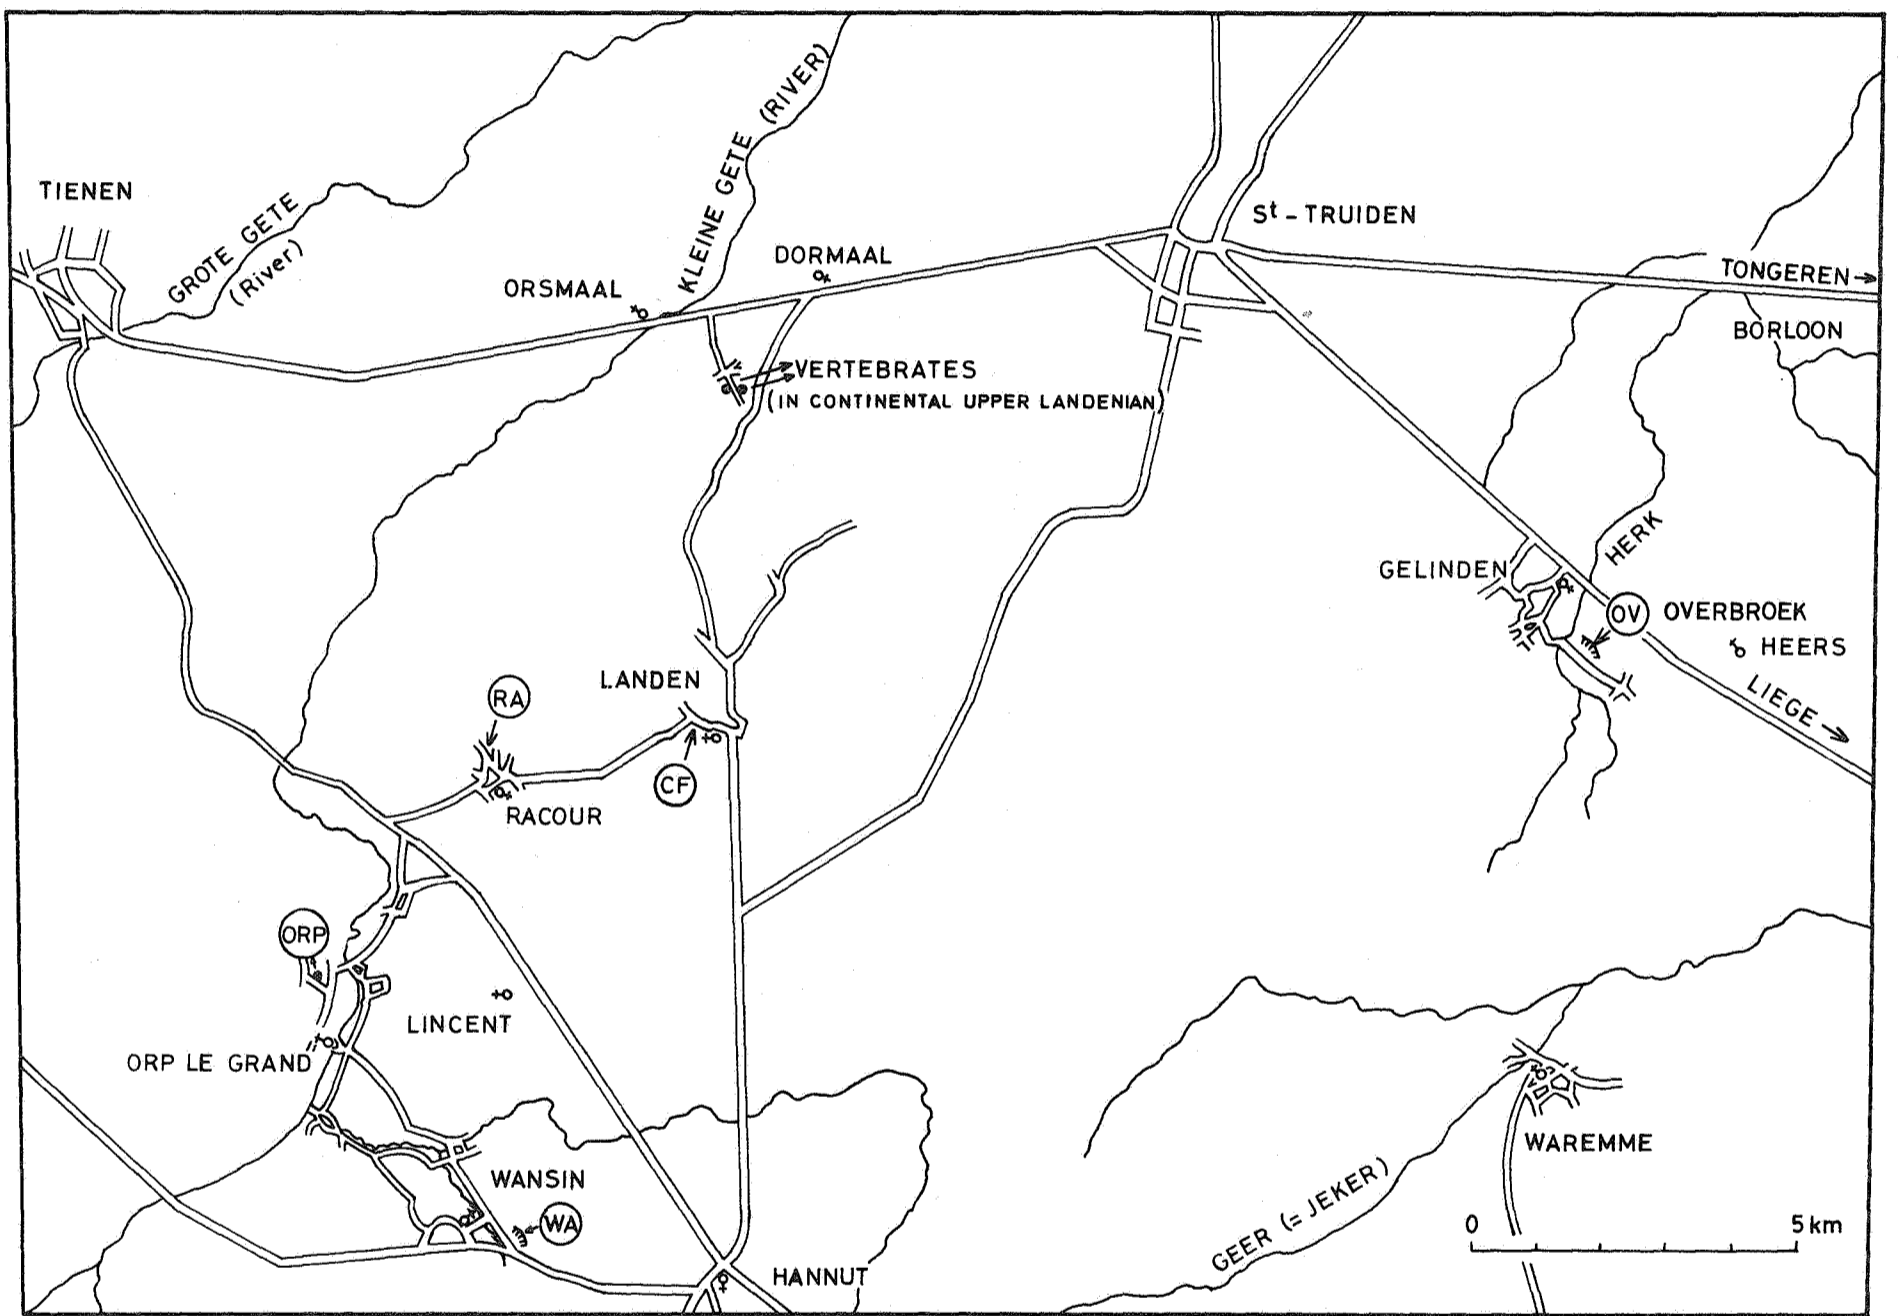 TIENEN
GROTE GETE
(River)
KLEINE GETE (RIVER)
ORSMAAL
DORMAAL
St - TRUIDEN
TONGEREN →
BORLOON
VERTEBRATES
(IN CONTINENTAL UPPER LANDENIAN)
HERK
GELINDEN
OV
OVERBROEK
HEERS
LIEGE →
LANDEN
RA
CF
RACOUR
ORP
LINCENT
ORP LE GRAND
WANSIN
WA
HANNUT
WAREMME
GEER (= JEKER)
0 5 km